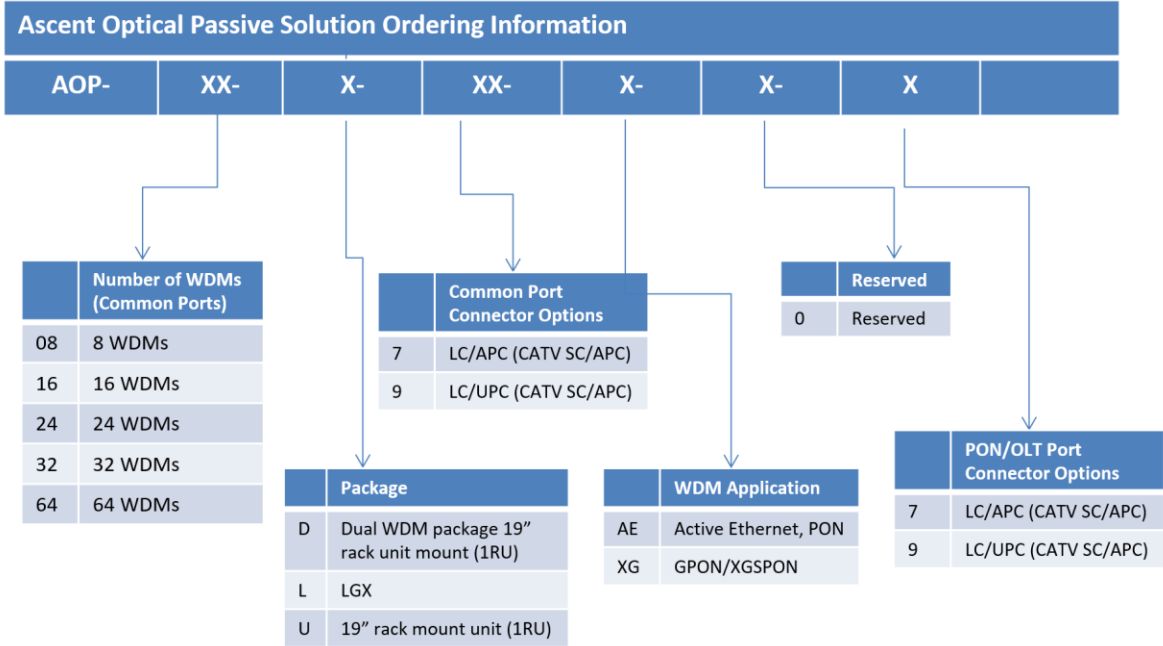 Ascent Optical Passive Solution Ordering Information
AOP- XX- X- XX- X- X- X
Number of WDMs
(Common Ports)
08 8 WDMs
16 16 WDMs
24 24 WDMs
32 32 WDMs
64 64 WDMs
Package
D Dual WDM package 19”
rack unit mount (1RU)
L LGX
U 19” rack mount unit (1RU)
Common Port
Connector Options
7 LC/APC (CATV SC/APC)
9 LC/UPC (CATV SC/APC)
WDM Application
AE Active Ethernet, PON
XG GPON/XGSPON
Reserved
0 Reserved
PON/OLT Port
Connector Options
7 LC/APC (CATV SC/APC)
9 LC/UPC (CATV SC/APC)